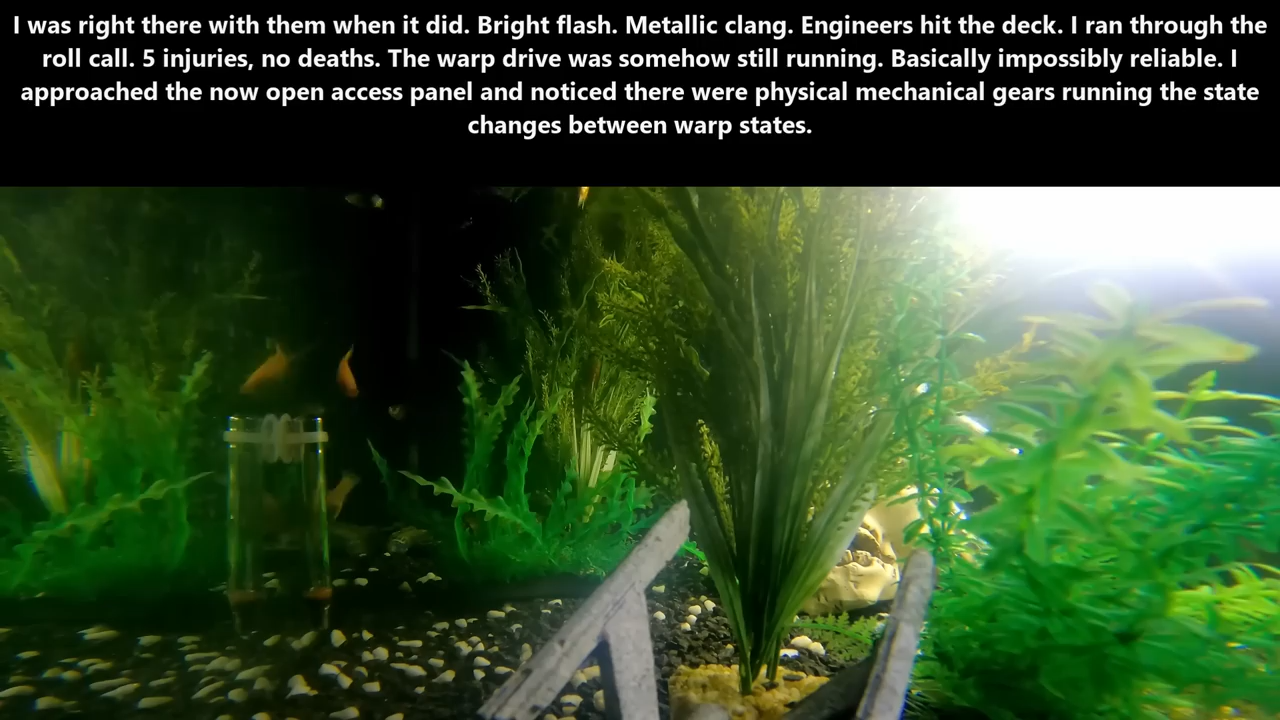 I was right there with them when it did. Bright flash. Metallic clang. Engineers hit the deck. I ran through the
roll call. 5 injuries, no deaths. The warp drive was somehow still running. Basically impossibly reliable. I
approached the now open access panel and noticed there were physical mechanical gears running the state
changes between warp states.